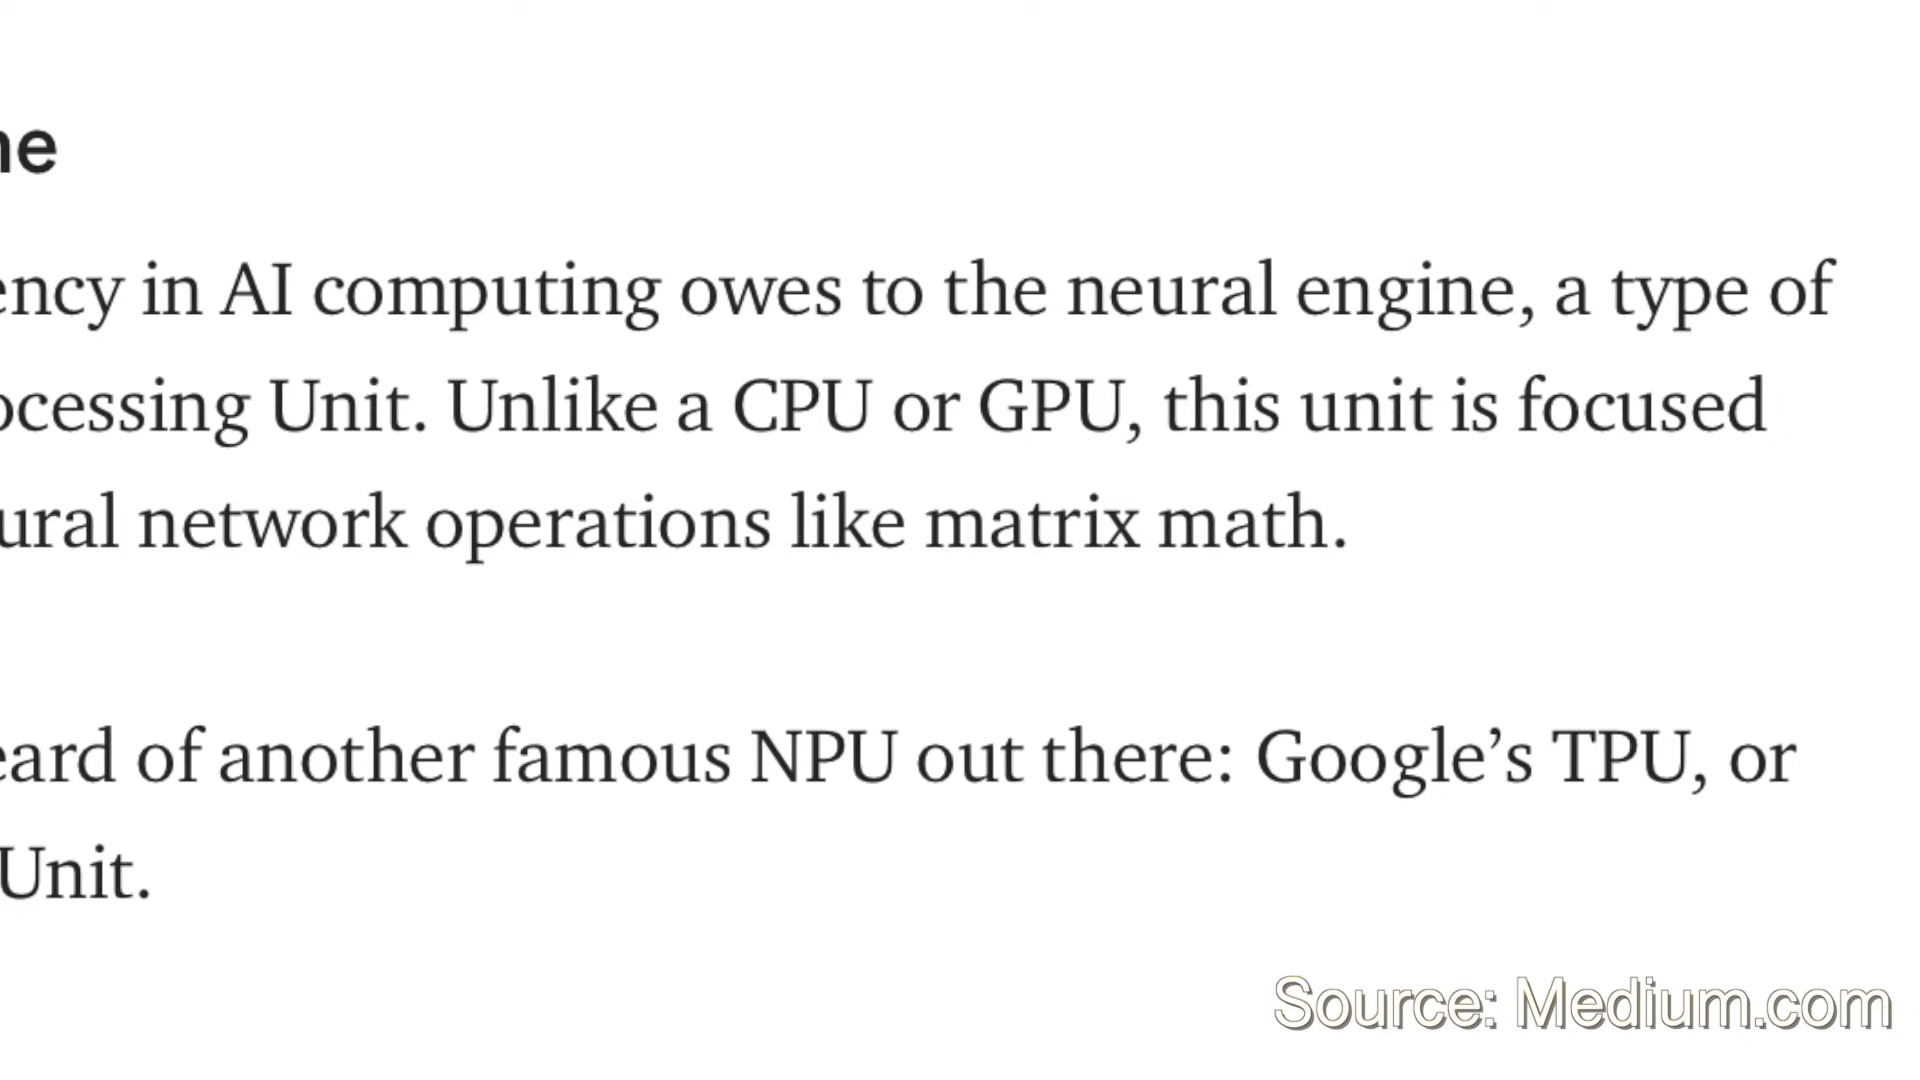 ne
ency in AI computing owes to the neural engine, a type of
ocessing Unit. Unlike a CPU or GPU, this unit is focused
ural network operations like matrix math.
eard of another famous NPU out there: Google’s TPU, or
Unit.
Source: Medium.com